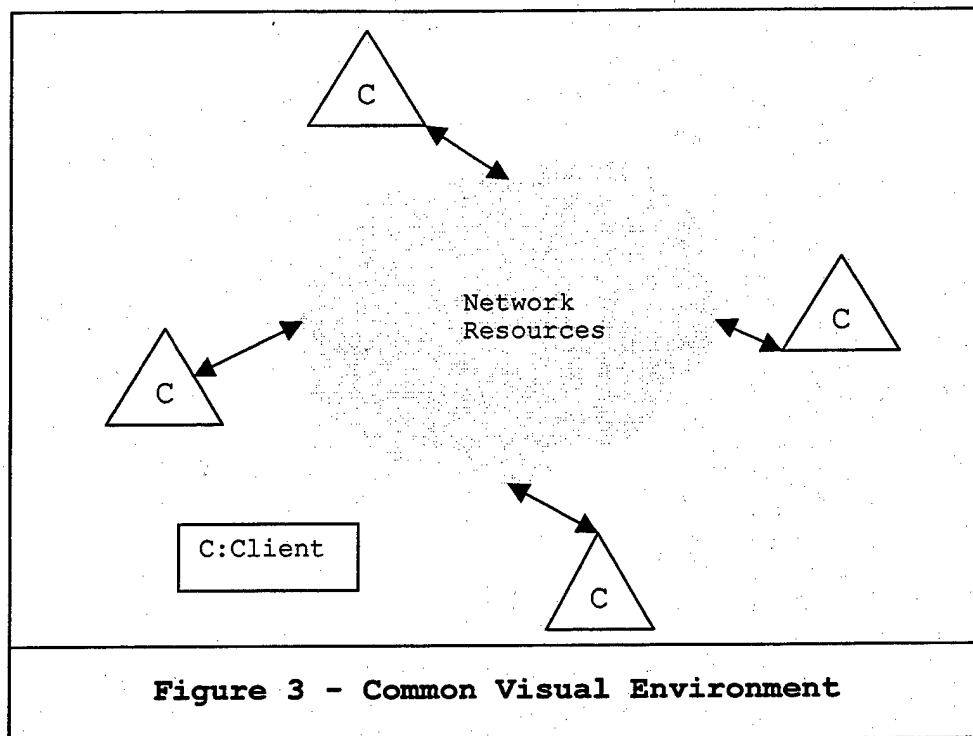 C
Network
Resources
C
C
C:Client
C
Figure 3 - Common Visual Environment